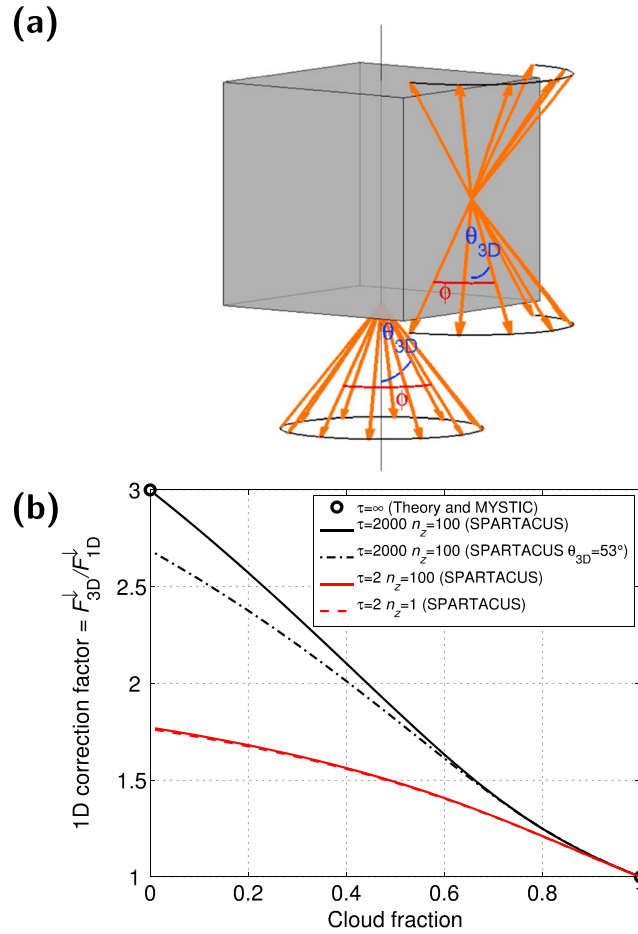 (a)
θ3D
ϕ
θ3D
ϕ
(b)
1D correction factor = F↓3D/F↓1D
3
2.5
2
1.5
1
τ=∞ (Theory and MYSTIC)
τ=2000 nz=100 (SPARTACUS)
τ=2000 nz=100 (SPARTACUS θ3D=53°)
τ=2 nz=100 (SPARTACUS)
τ=2 nz=1 (SPARTACUS)
0 0.2 0.4 0.6 0.8 1
Cloud fraction